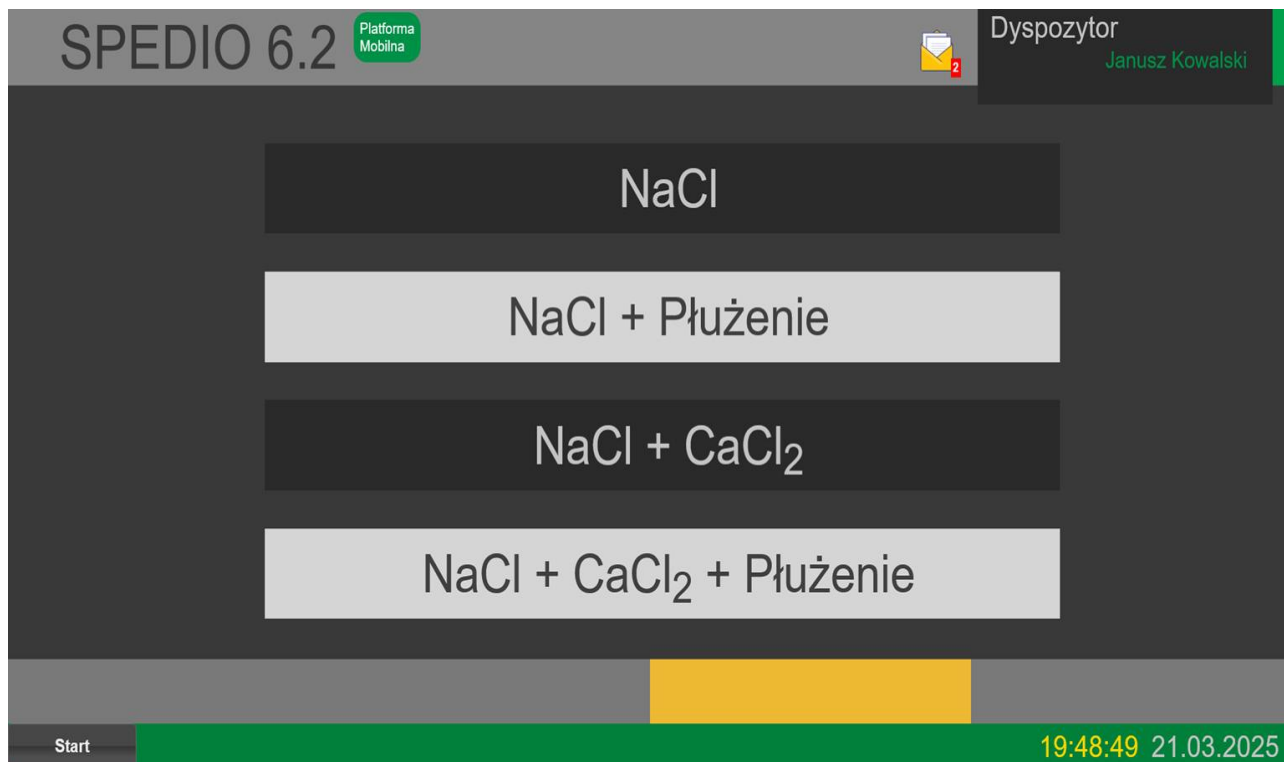 SPEDIO 6.2
Platforma
Mobilna
2
Dyspozytor
Janusz Kowalski
NaCl
NaCl + Płużenie
NaCl + CaCl₂
NaCl + CaCl₂ + Płużenie
Start
19:48:49 21.03.2025